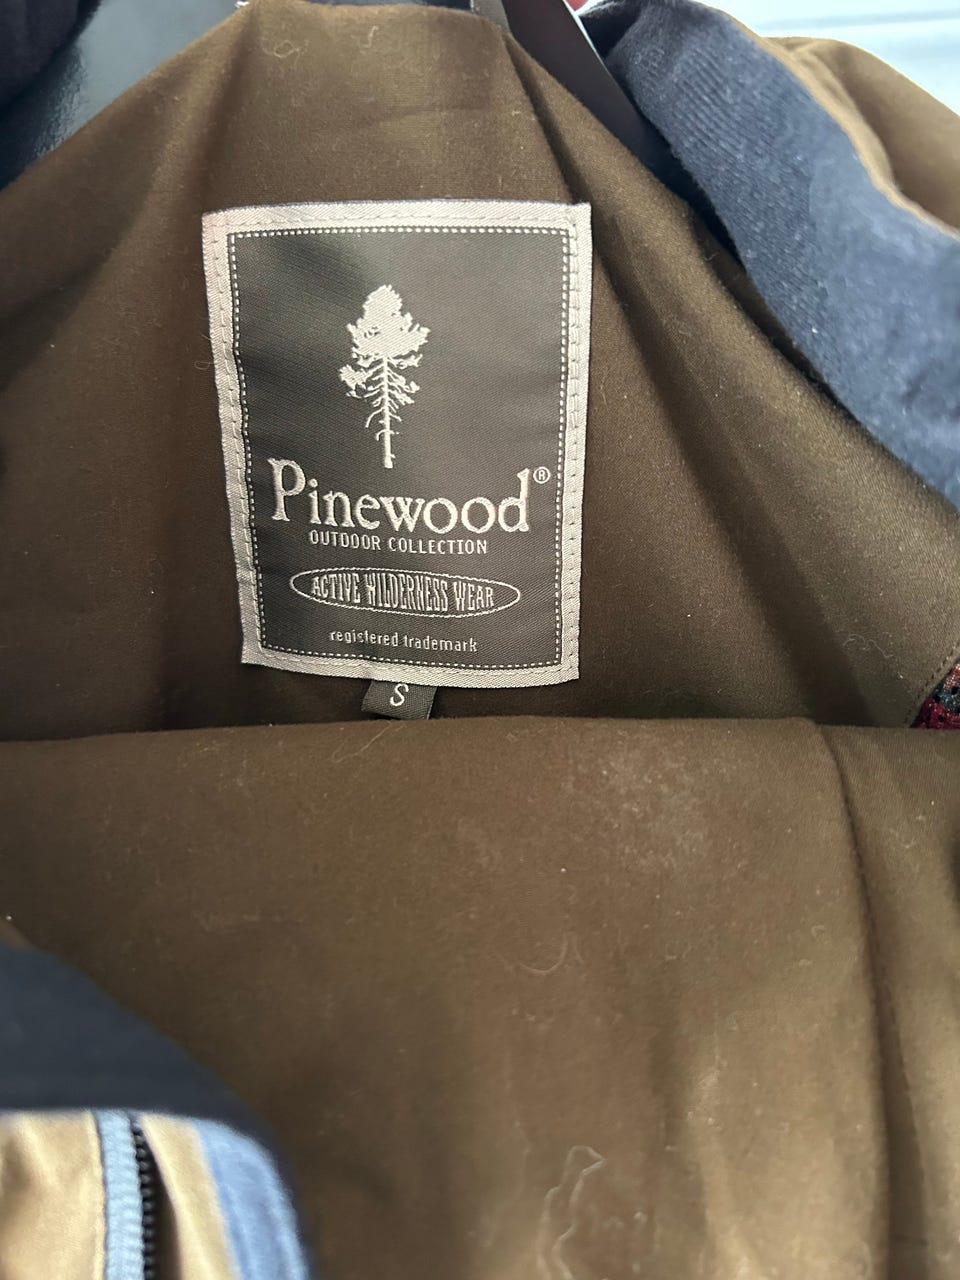 Pinewood®
OUTDOOR COLLECTION
ACTIVE WILDERNESS WEAR
registered trademark
S